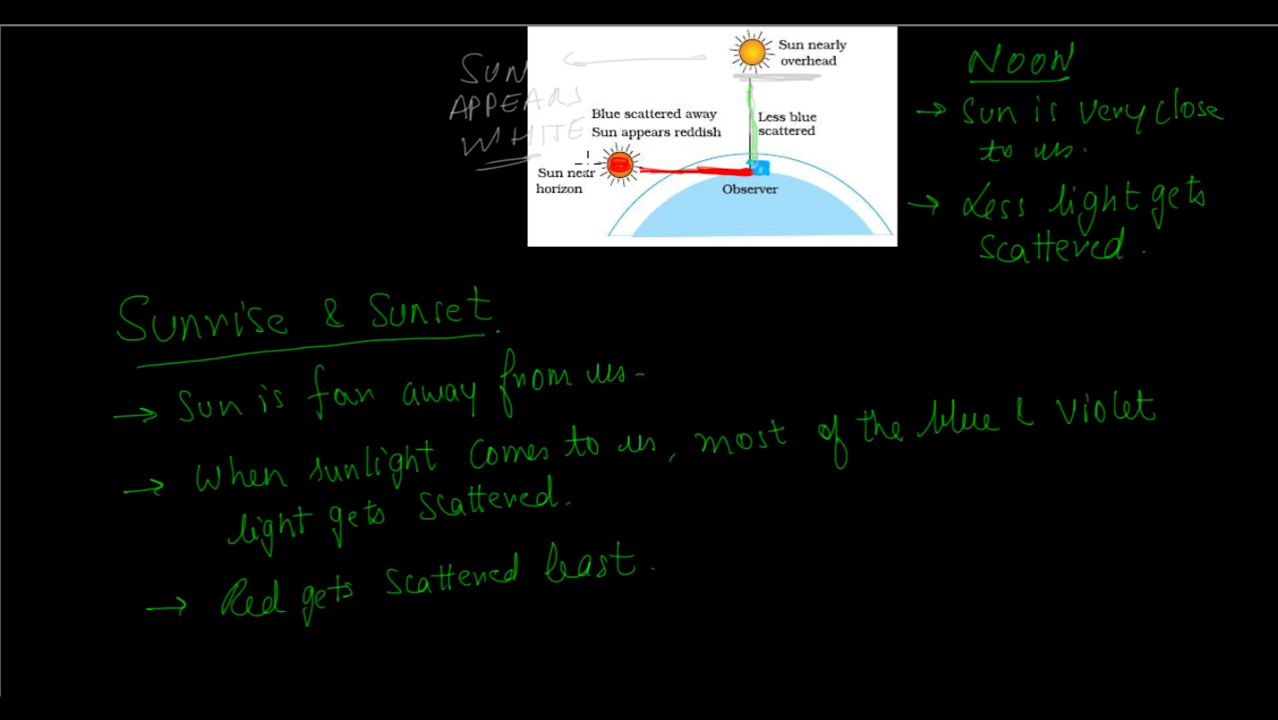 SUN
APPEARS
WHITE
Sun nearly
overhead
Blue scattered away
Sun appears reddish
Less blue
scattered
Sun near
horizon
Observer
NOON
→ Sun is very close
to us.
→ Less light gets
scattered.
Sunrise & Sunset.
→ Sun is far away from us.
→ When sunlight comes to us, most of the blue & violet
light gets scattered.
→ Red gets scattered least.